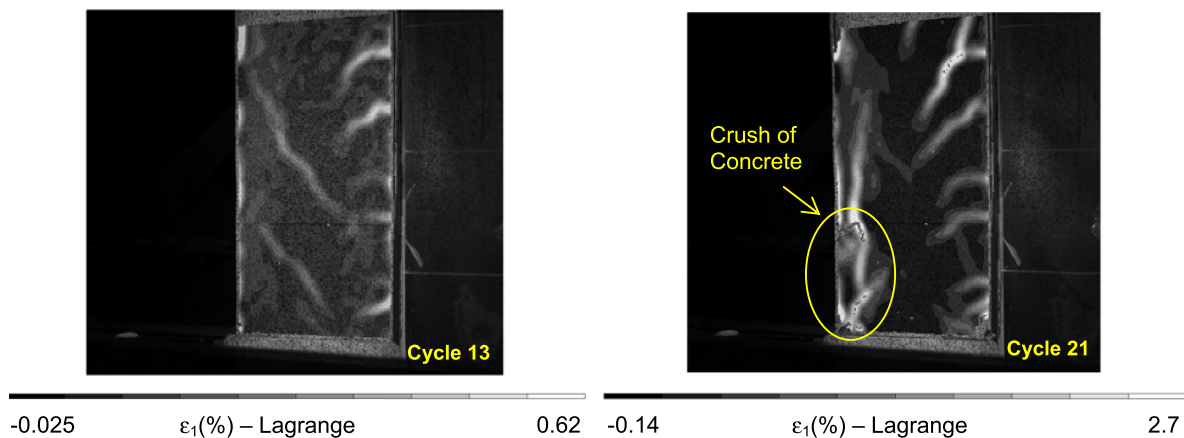 Crush of
Concrete
Cycle 13
Cycle 21
-0.025 ε₁(%) – Lagrange 0.62
-0.14 ε₁(%) – Lagrange 2.7